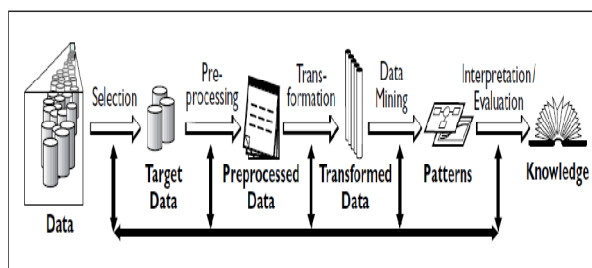 Selection
Pre-
processing
Trans-
formation
Data
Mining
Interpretation/
Evaluation
Data
Target
Data
Preprocessed
Data
Transformed
Data
Patterns
Knowledge